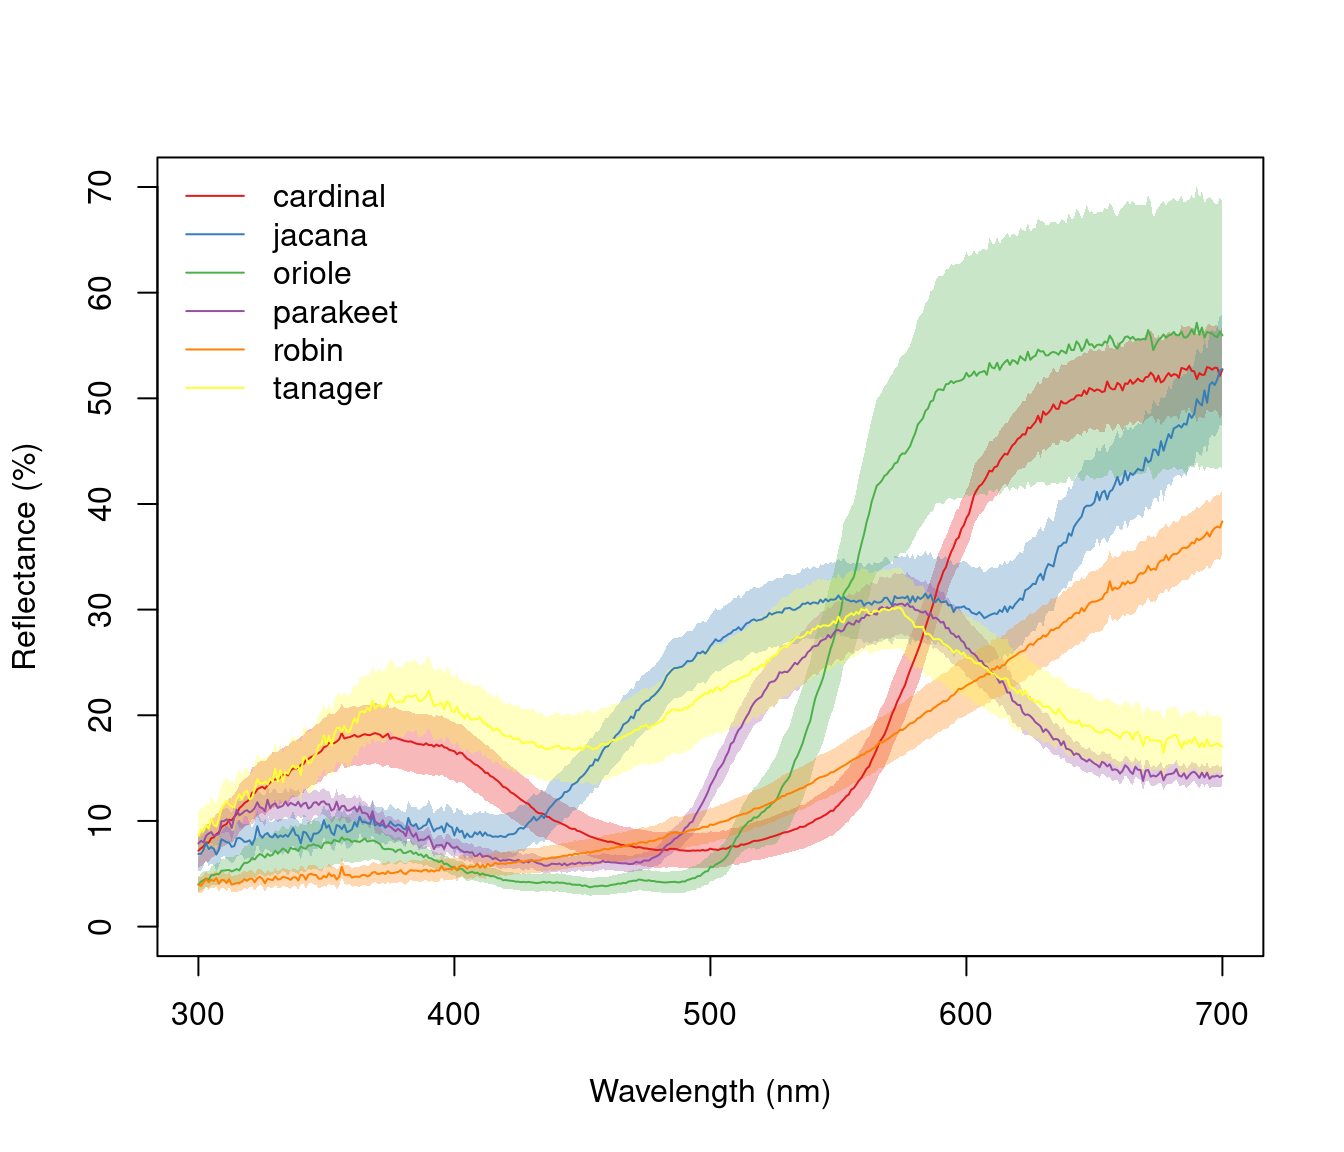 cardinal
jacana
oriole
parakeet
robin
tanager
Reflectance (%)
70
60
50
40
30
20
10
0
300 400 500 600 700
Wavelength (nm)